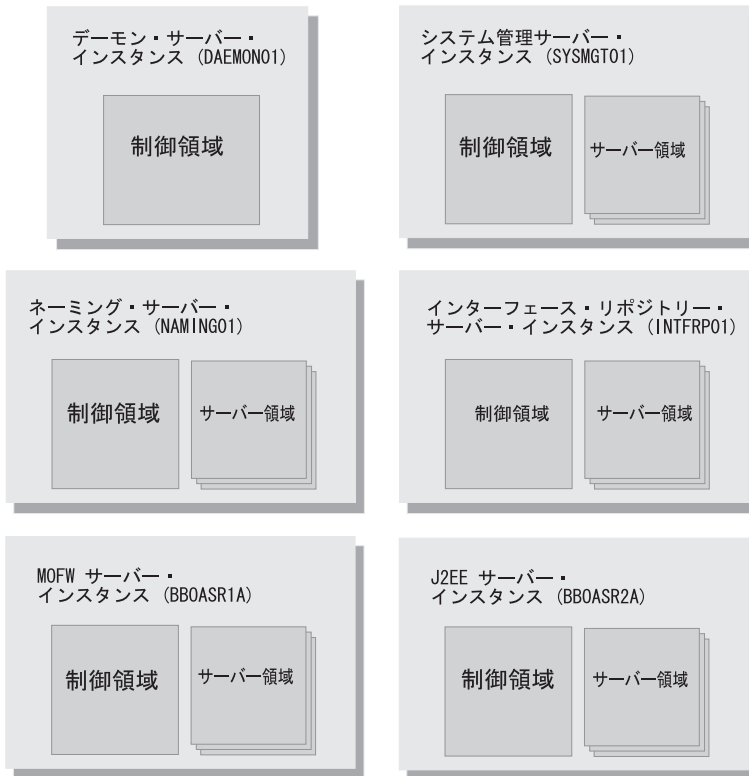 デーモン・サーバー・
インスタンス (DAEMON01)
制御領域
システム管理サーバー・
インスタンス (SYSMGT01)
制御領域
サーバー領域
ネーミング・サーバー・
インスタンス (NAMING01)
制御領域
サーバー領域
インターフェース・リポジトリー・
サーバー・インスタンス (INTFRP01)
制御領域
サーバー領域
MOFW サーバー・
インスタンス (BBOASR1A)
制御領域
サーバー領域
J2EE サーバー・
インスタンス (BBOASR2A)
制御領域
サーバー領域